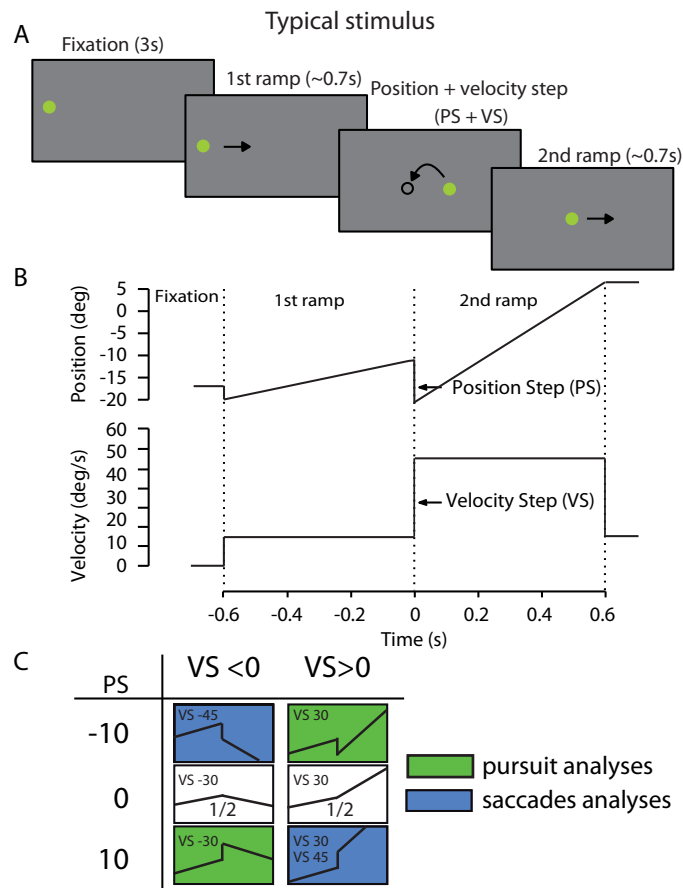 Typical stimulus
A
Fixation (3s)
1st ramp (~0.7s)
Position + velocity step
(PS + VS)
2nd ramp (~0.7s)
B
Position (deg)
5
0
-10
-15
-20
Fixation
1st ramp
2nd ramp
Position Step (PS)
Velocity (deg/s)
60
50
40
30
20
10
0
Velocity Step (VS)
-0.6
-0.4
-0.2
0
0.2
0.4
0.6
Time (s)
C
PS
VS <0
VS>0
-10
VS -45
VS 30
0
VS -30
1/2
VS 30
1/2
10
VS -30
VS 30
VS 45
pursuit analyses
saccades analyses